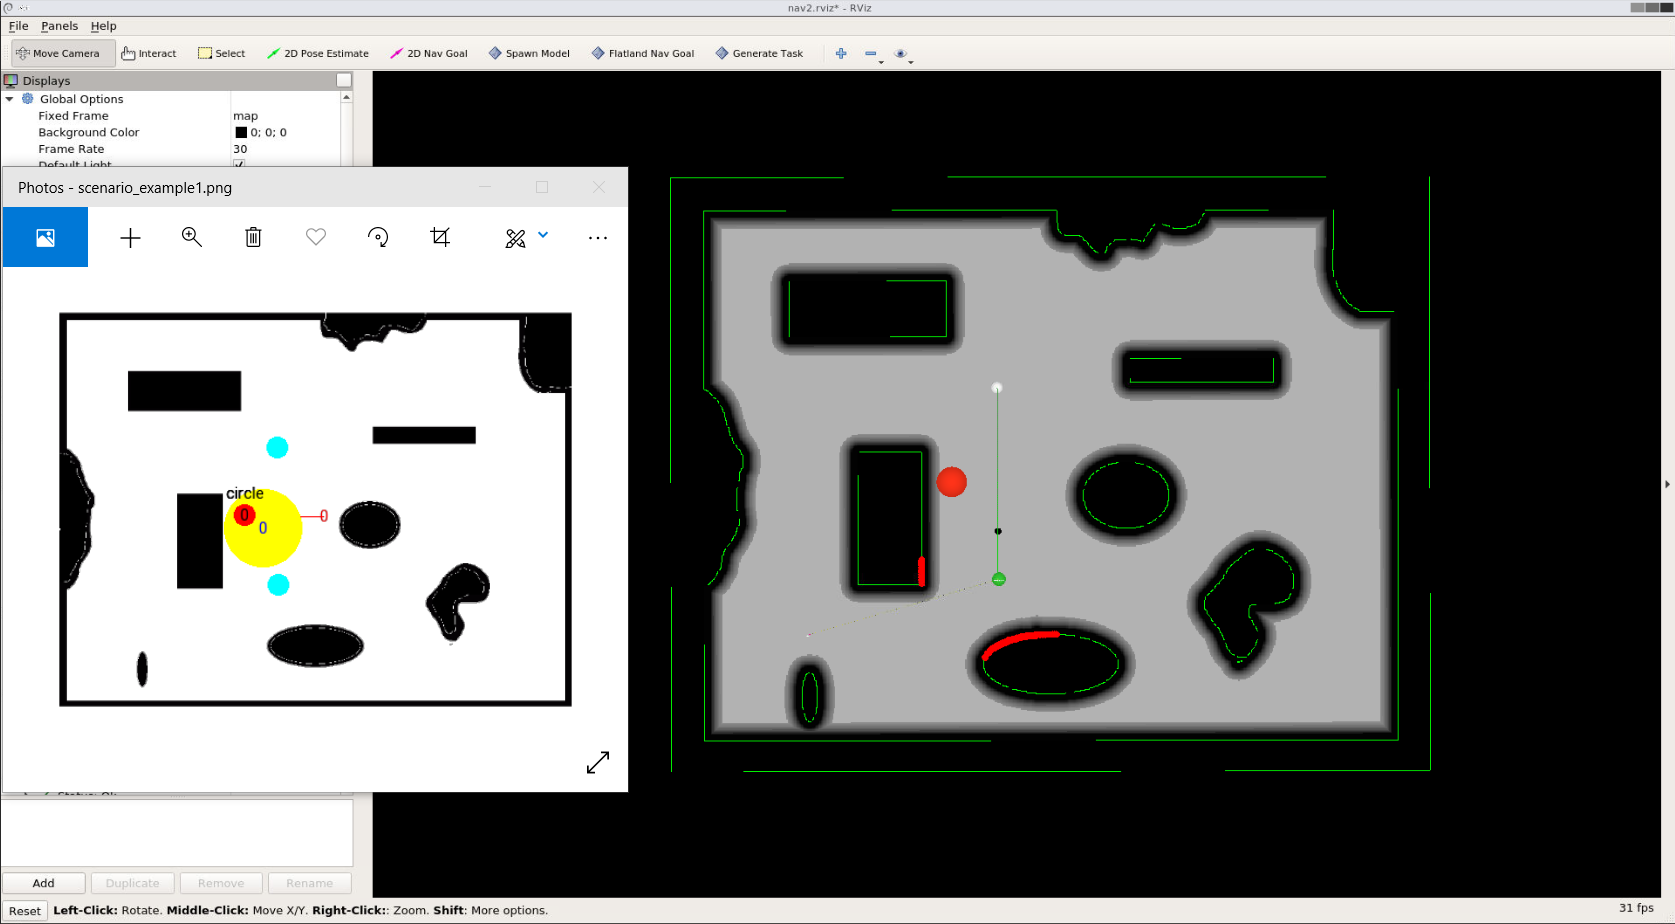 nav2.rviz* - RViz
File Panels Help
Move Camera Interact Select 2D Pose Estimate 2D Nav Goal Spawn Model Flatland Nav Goal Generate Task
Displays
Global Options
Fixed Frame map
Background Color 0; 0; 0
Frame Rate 30
Default Light
Photos - scenario_example1.png
circle
0
0
0
Status: Ok
Add Duplicate Remove Rename
Reset Left-Click: Rotate. Middle-Click: Move X/Y. Right-Click:: Zoom. Shift: More options. 31 fps